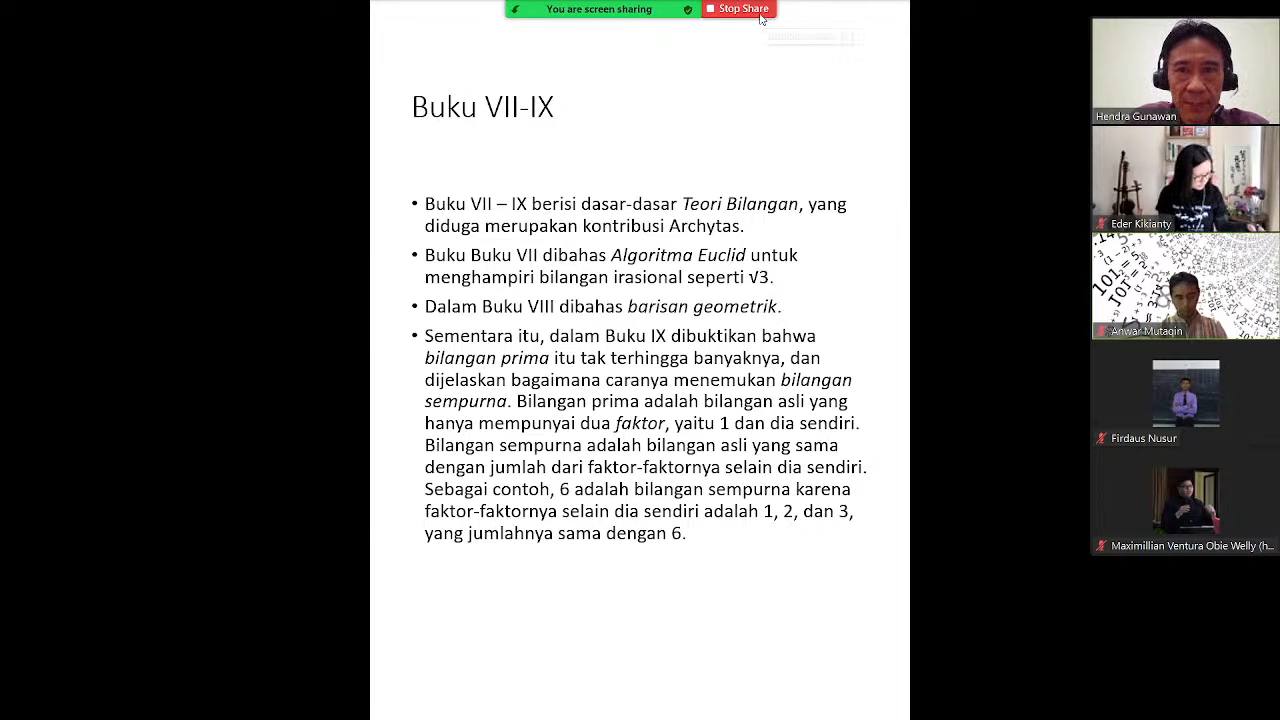 You are screen sharing
Stop Share
Buku VII-IX
• Buku VII – IX berisi dasar-dasar Teori Bilangan, yang
diduga merupakan kontribusi Archytas.
• Buku Buku VII dibahas Algoritma Euclid untuk
menghampiri bilangan irasional seperti √3.
• Dalam Buku VIII dibahas barisan geometrik.
• Sementara itu, dalam Buku IX dibuktikan bahwa
bilangan prima itu tak terhingga banyaknya, dan
dijelaskan bagaimana caranya menemukan bilangan
sempurna. Bilangan prima adalah bilangan asli yang
hanya mempunyai dua faktor, yaitu 1 dan dia sendiri.
Bilangan sempurna adalah bilangan asli yang sama
dengan jumlah dari faktor-faktornya selain dia sendiri.
Sebagai contoh, 6 adalah bilangan sempurna karena
faktor-faktornya selain dia sendiri adalah 1, 2, dan 3,
yang jumlahnya sama dengan 6.
Hendra Gunawan
Eder Kikianty
Anwar Mutaqin
Firdaus Nusur
Maximillian Ventura Obie Welly (h...